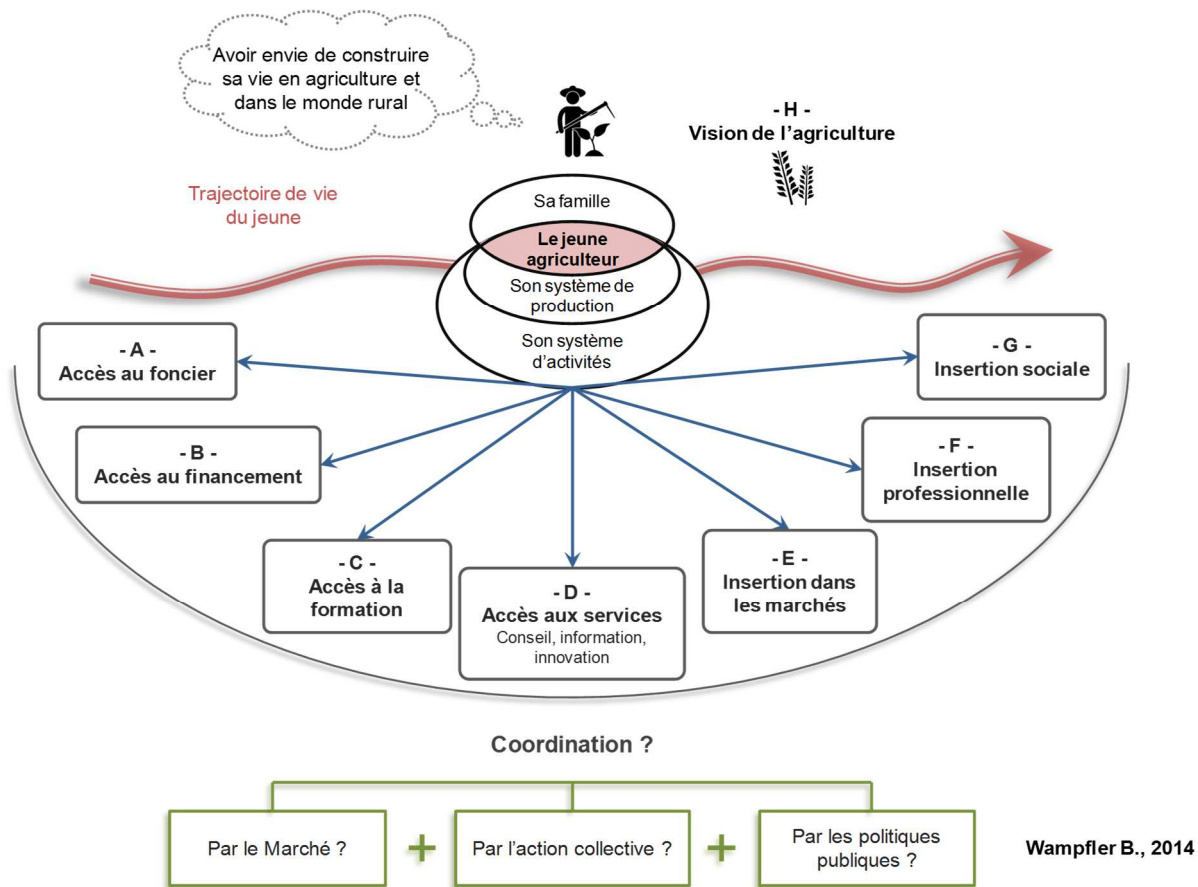 Avoir envie de construire
sa vie en agriculture et
dans le monde rural
- H -
Vision de l'agriculture
Trajectoire de vie
du jeune
Sa famille
Le jeune
agriculteur
Son système de
production
Son système
d'activités
- A -
Accès au foncier
- B -
Accès au financement
- C -
Accès à la
formation
- D -
Accès aux services
Conseil, information,
innovation
- E -
Insertion dans
les marchés
- F -
Insertion
professionnelle
- G -
Insertion sociale
Coordination ?
Par le Marché ?
+
Par l'action collective ?
+
Par les politiques
publiques ?
Wampfler B., 2014